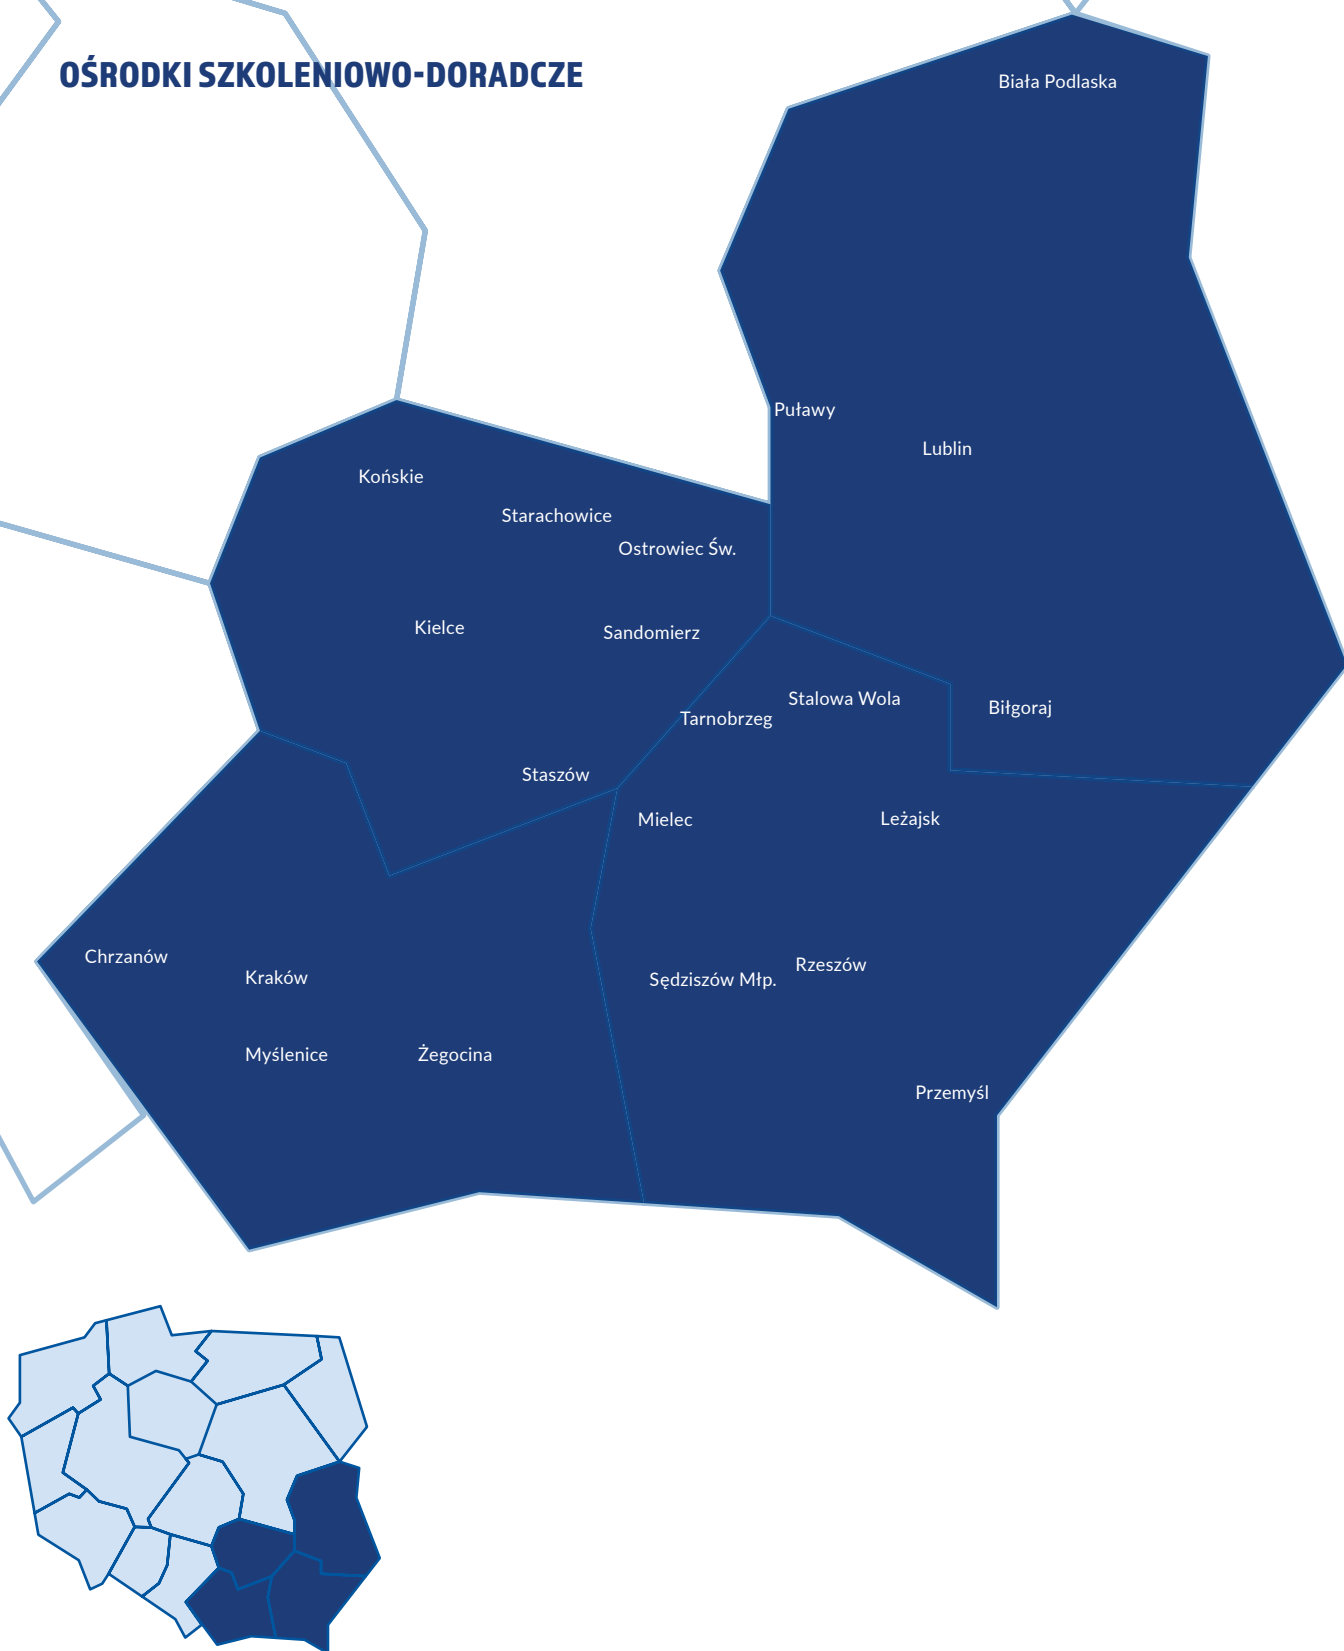 OŚRODKI SZKOLENIOWO-DORADCZE
Biała Podlaska
Puławy
Lublin
Końskie
Starachowice
Ostrowiec Św.
Kielce
Sandomierz
Stalowa Wola
Biłgoraj
Tarnobrzeg
Staszów
Mielec
Leżajsk
Chrzanów
Kraków
Sędziszów Młp.
Rzeszów
Myślenice
Żegocina
Przemyśl